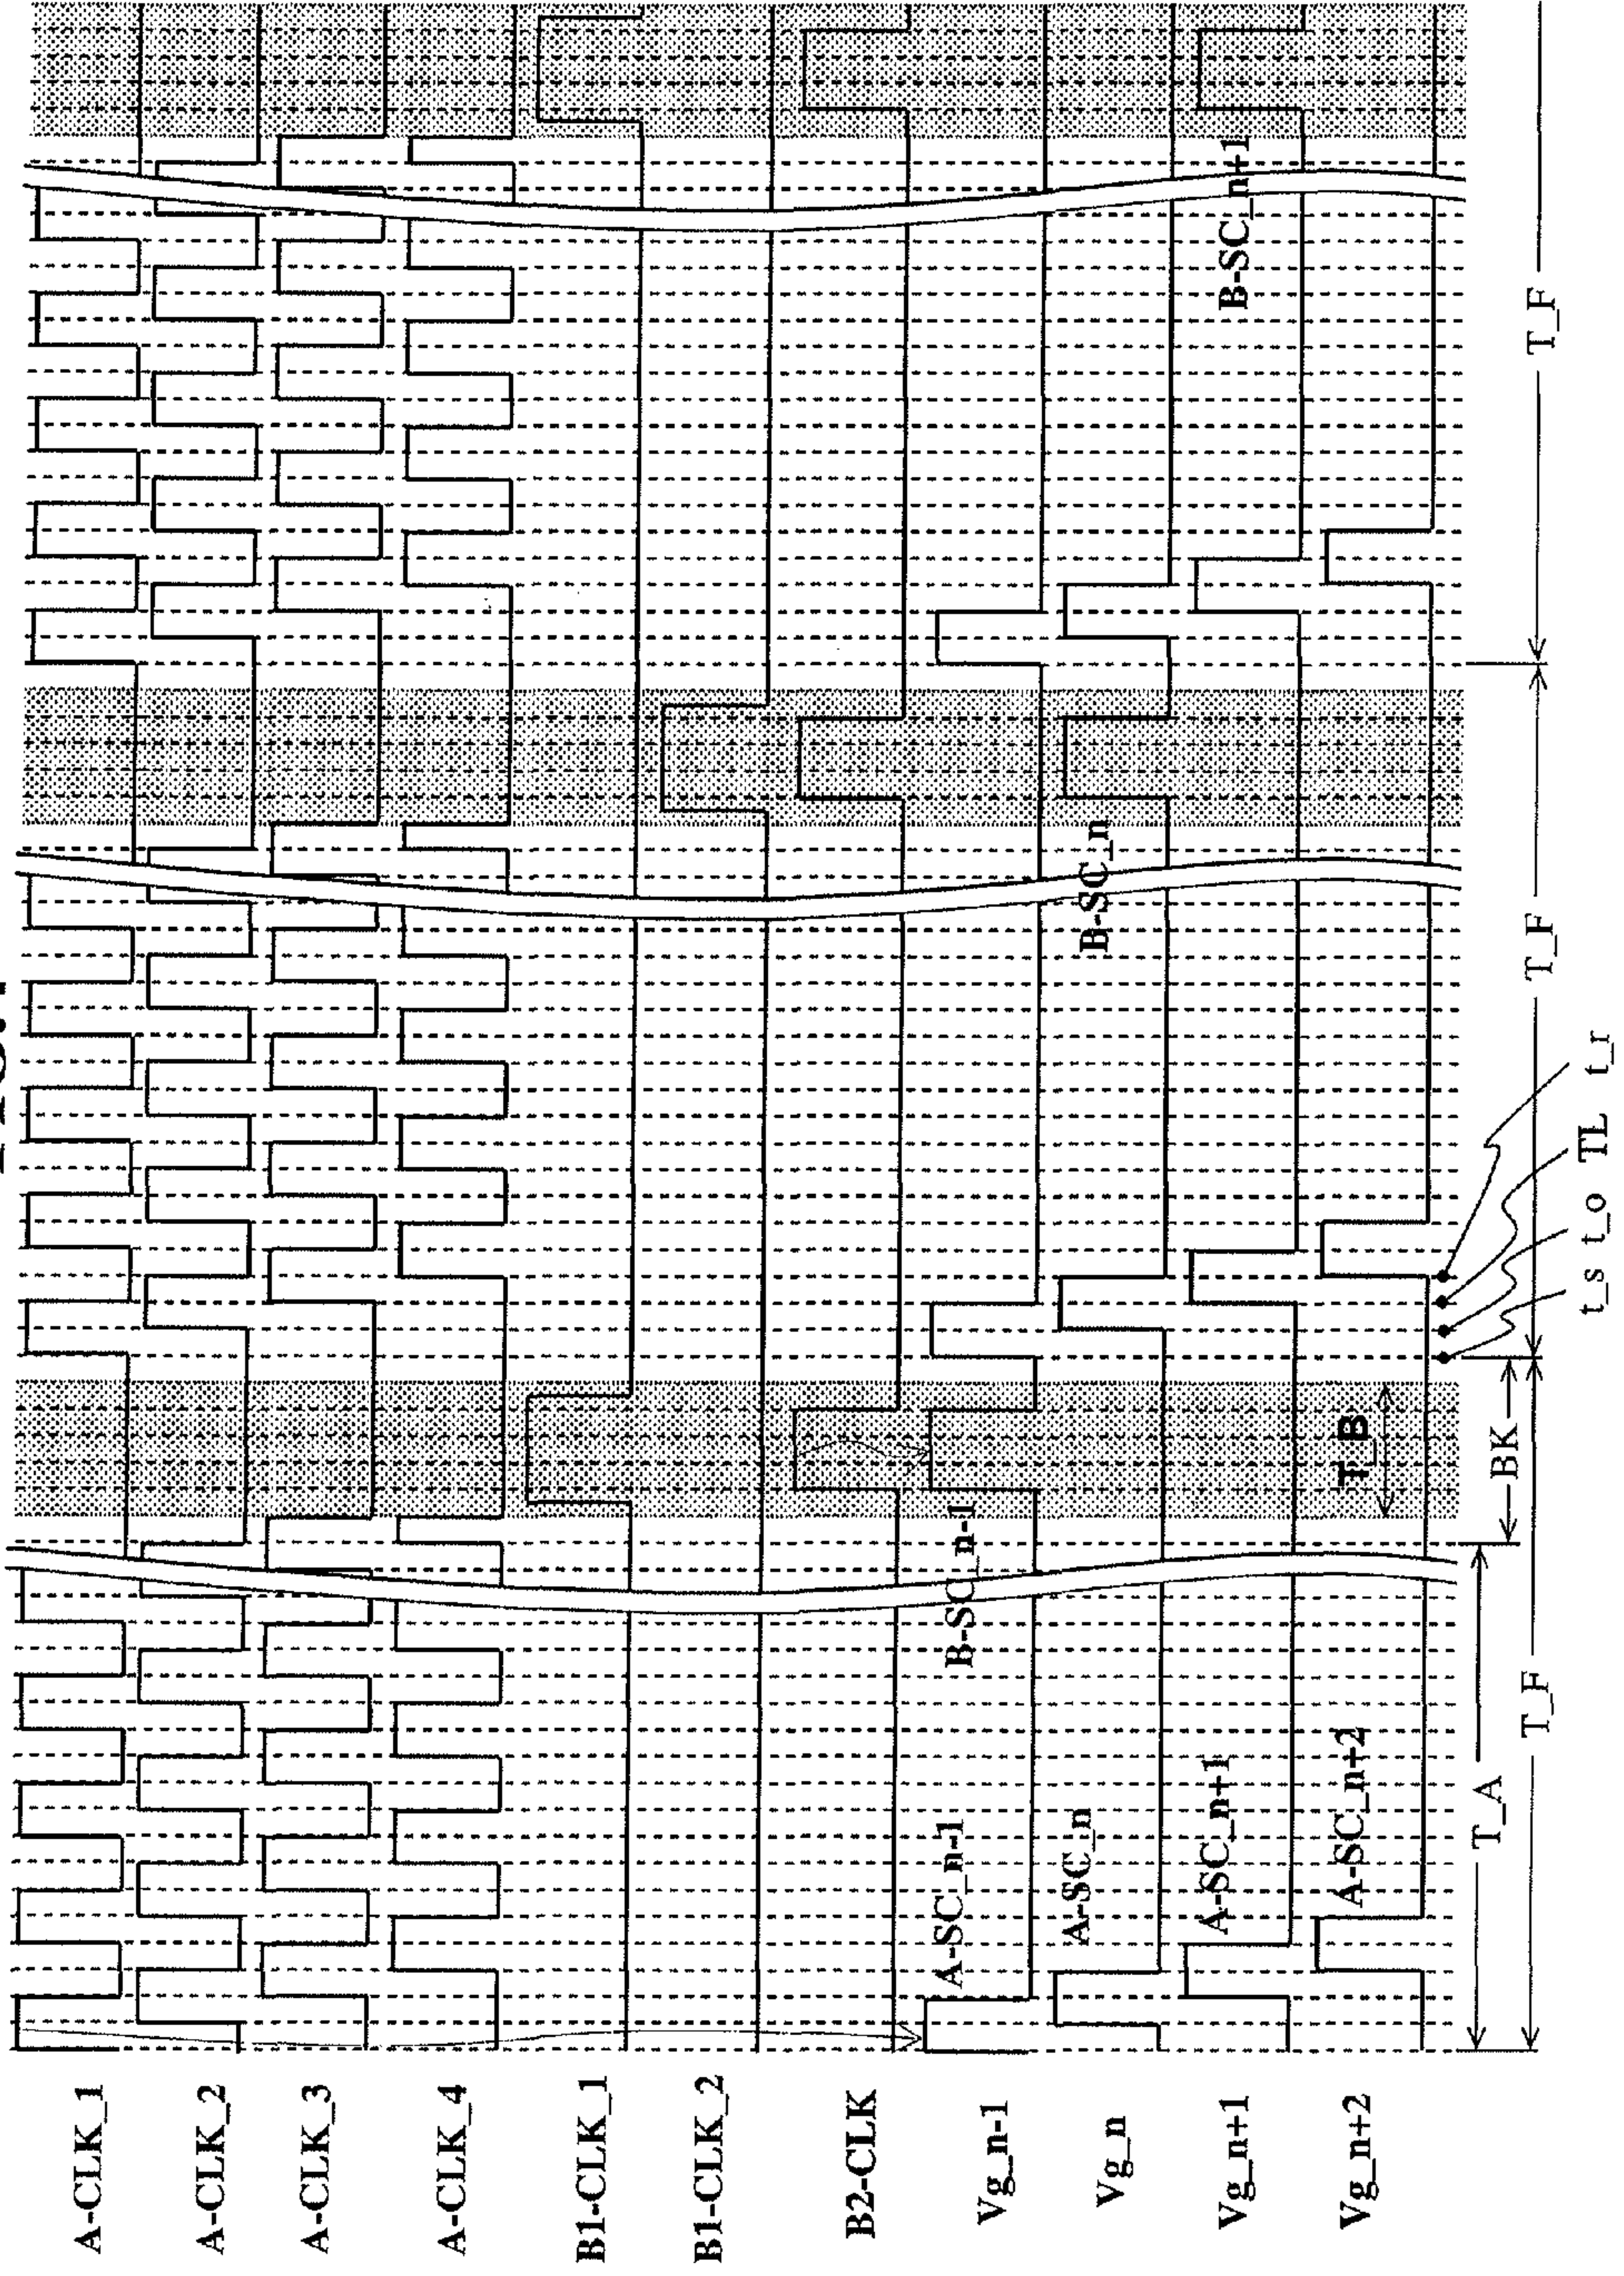 A-CLK_1
A-CLK_2
A-CLK_3
A-CLK_4
B1-CLK_1
B1-CLK_2
B2-CLK
Vg_n-1
Vg_n
Vg_n+1
Vg_n+2
A-SC_n-1
B-SC_n-1
A-SC_n
B-SC_n
A-SC_n+1
B-SC_n+1
A-SC_n+2
T_B
T_A
BK
T_F
T_F
T_F
t_s
t_o
TL
t_r